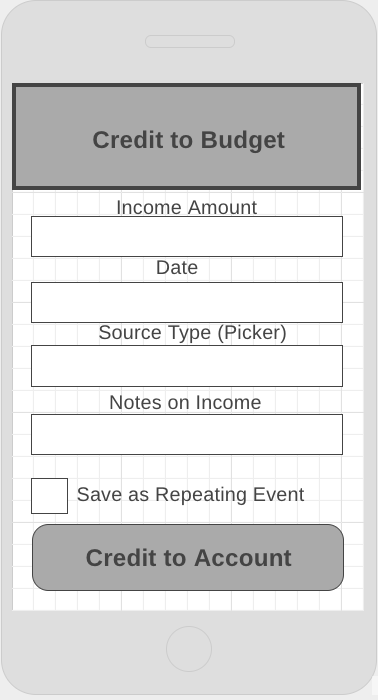 Credit to Budget
Income Amount
Date
Source Type (Picker)
Notes on Income
Save as Repeating Event
Credit to Account